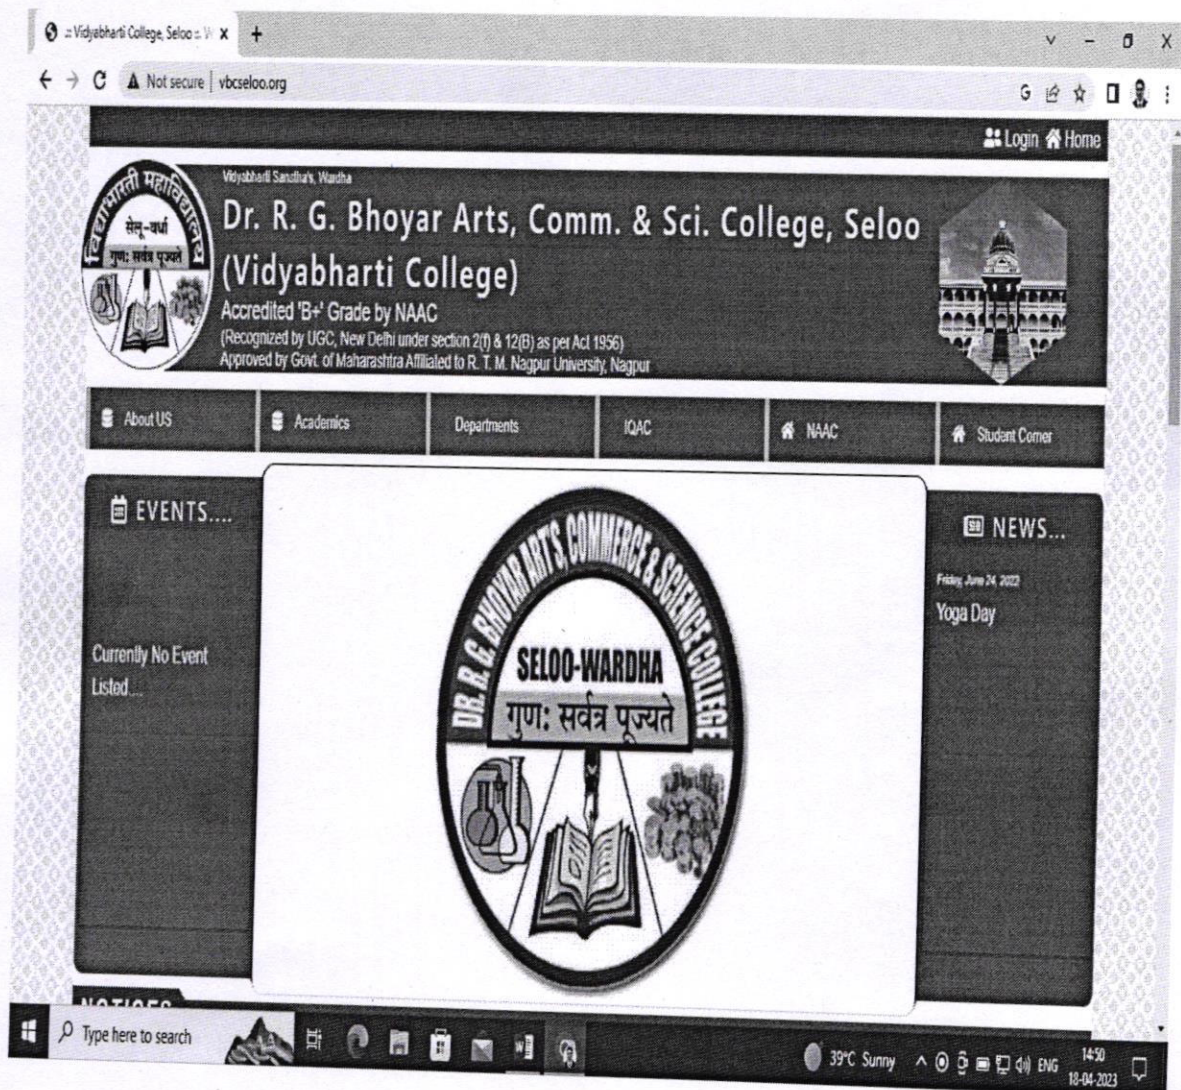 .:: Vidyabharti College, Seloo ::. W
Not secure | vbcseloo.org
G
Login Home
Vidyabharti Sanstha's, Wardha
Dr. R. G. Bhoyar Arts, Comm. & Sci. College, Seloo
(Vidyabharti College)
Accredited 'B+' Grade by NAAC
(Recognized by UGC, New Delhi under section 2(f) & 12(B) as per Act 1956)
Approved by Govt. of Maharashtra Affiliated to R. T. M. Nagpur University, Nagpur
विद्याभारती महाविद्यालय
सेलू-वर्धा
गुणः सर्वत्र पूज्यते
About US
Academics
Departments
IQAC
NAAC
Student Corner
EVENTS....
Currently No Event
Listed....
DR. R. G. BHOYAR ARTS, COMMERCE & SCIENCE COLLEGE
SELOO-WARDHA
गुणः सर्वत्र पूज्यते
NEWS...
Friday, June 24, 2022
Yoga Day
NOTICES
Type here to search
39°C Sunny
ENG
14:50
18-04-2023